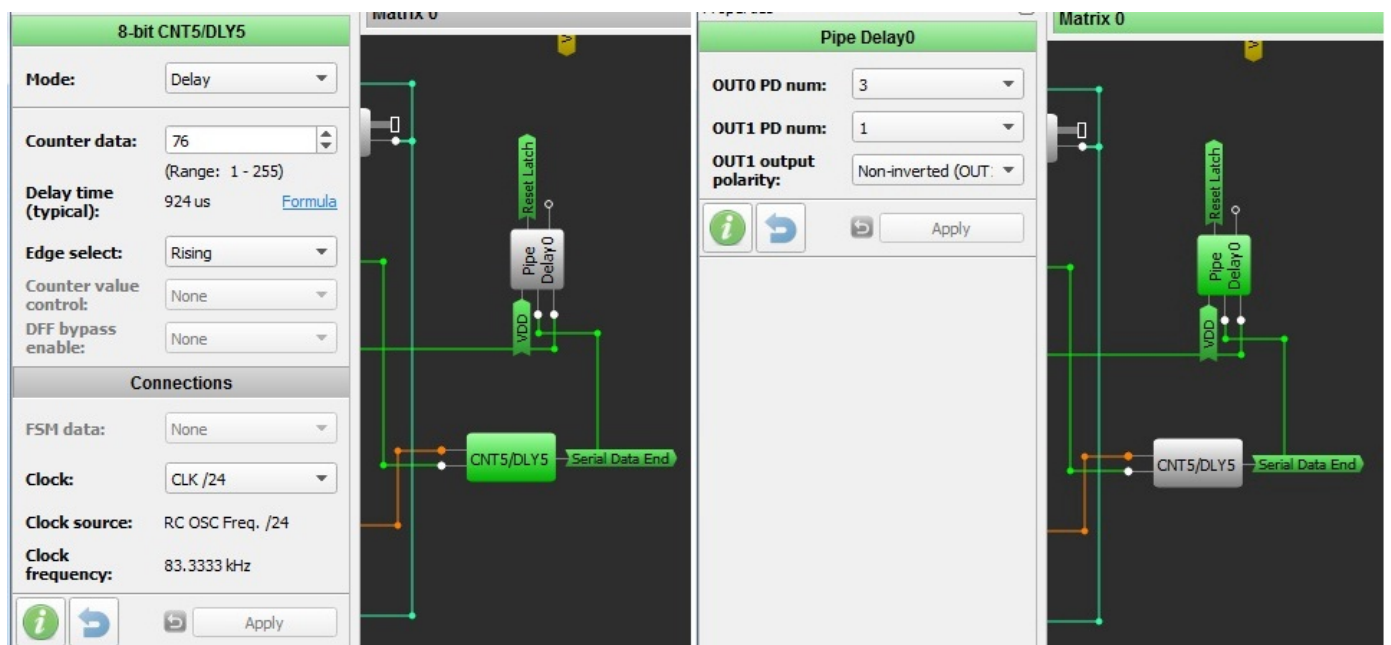 8-bit CNT5/DLY5
Mode: Delay
Counter data: 76
(Range: 1 - 255)
Delay time (typical): 924 us Formula
Edge select: Rising
Counter value control: None
DFF bypass enable: None
Connections
FSM data: None
Clock: CLK /24
Clock source: RC OSC Freq. /24
Clock frequency: 83.3333 kHz
Apply
Matrix 0
Reset Latch
Pipe Delay0
VDD
CNT5/DLY5
Serial Data End
Properties
Pipe Delay0
OUT0 PD num: 3
OUT1 PD num: 1
OUT1 output polarity: Non-inverted (OUT:
Apply
Matrix 0
Reset Latch
Pipe Delay0
VDD
CNT5/DLY5
Serial Data End